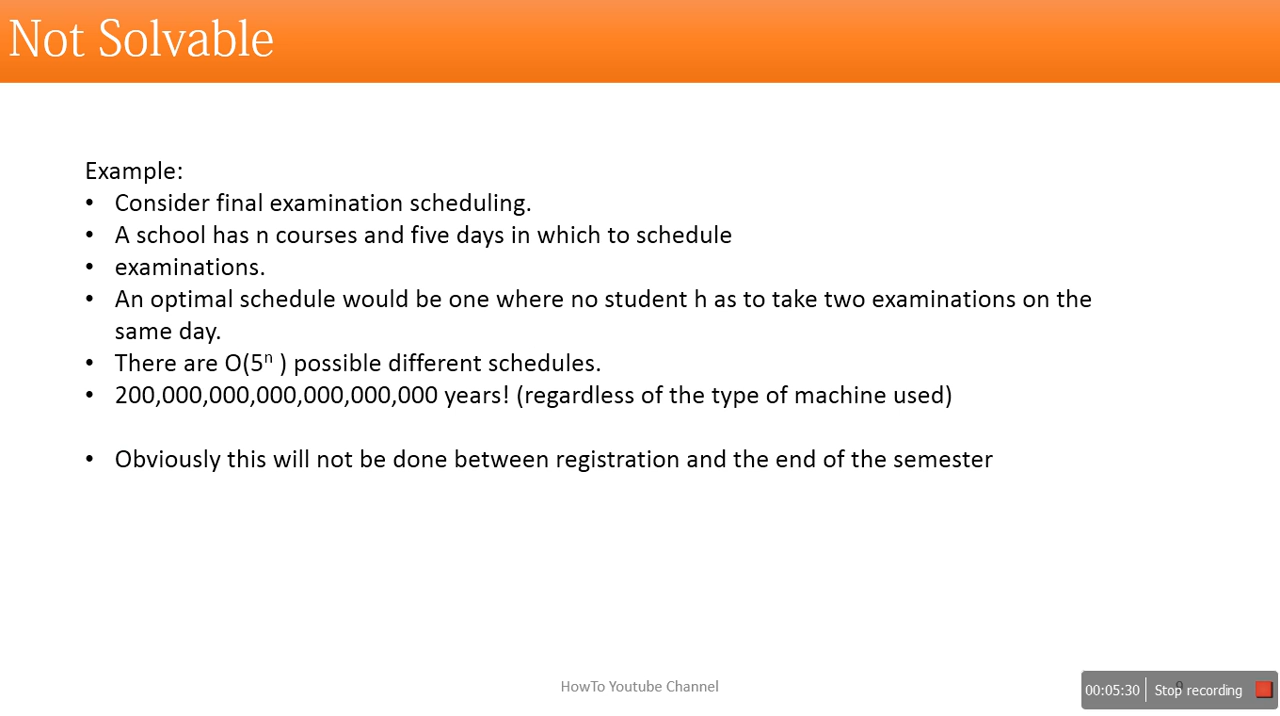 Not Solvable
Example:
• Consider final examination scheduling.
• A school has n courses and five days in which to schedule
• examinations.
• An optimal schedule would be one where no student h as to take two examinations on the
same day.
• There are O(5ⁿ ) possible different schedules.
• 200,000,000,000,000,000,000 years! (regardless of the type of machine used)
• Obviously this will not be done between registration and the end of the semester
HowTo Youtube Channel
00:05:30 Stop recording
9